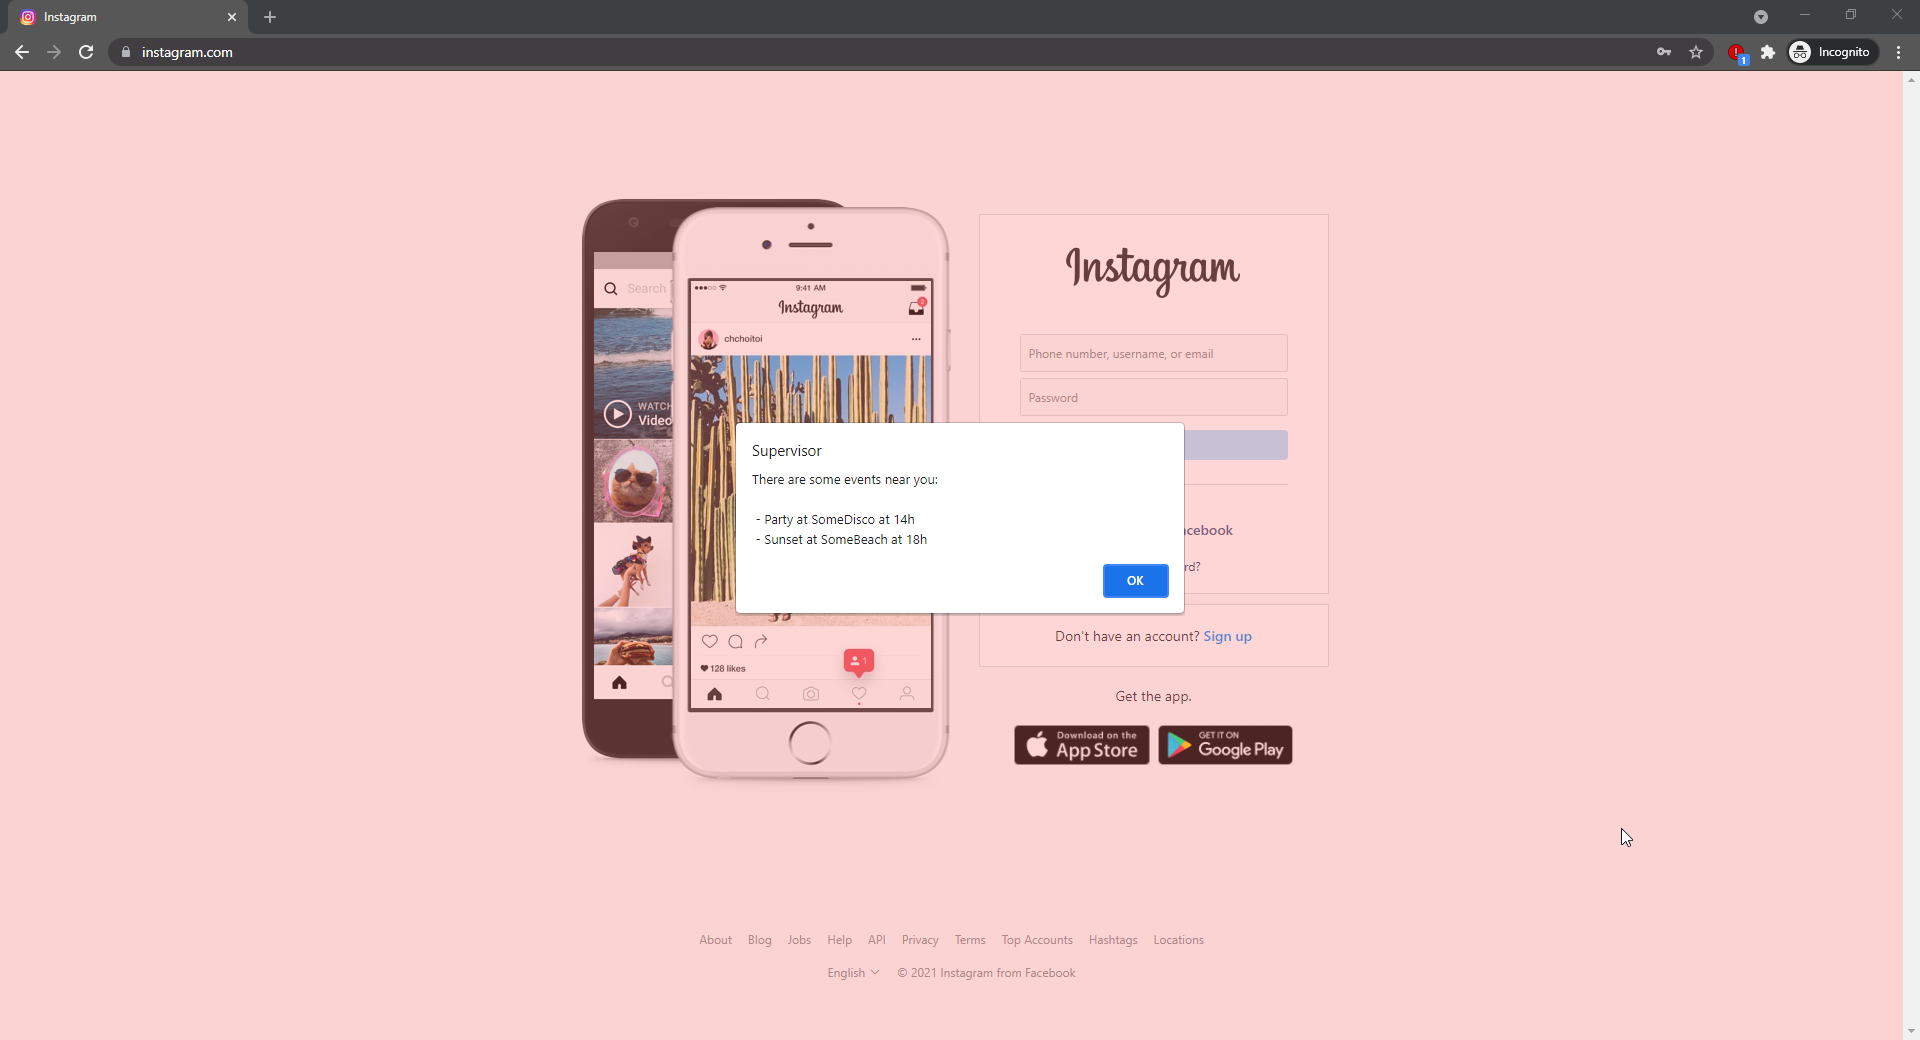 Instagram
instagram.com
Incognito
1
Search
WATCH
Video
9:41 AM
Instagram
2
chchoitoi
128 likes
1
Instagram
Phone number, username, or email
Password
cebook
rd?
Supervisor
There are some events near you:
- Party at SomeDisco at 14h
- Sunset at SomeBeach at 18h
OK
Don't have an account? Sign up
Get the app.
Download on the
App Store
GET IT ON
Google Play
About Blog Jobs Help API Privacy Terms Top Accounts Hashtags Locations
English © 2021 Instagram from Facebook